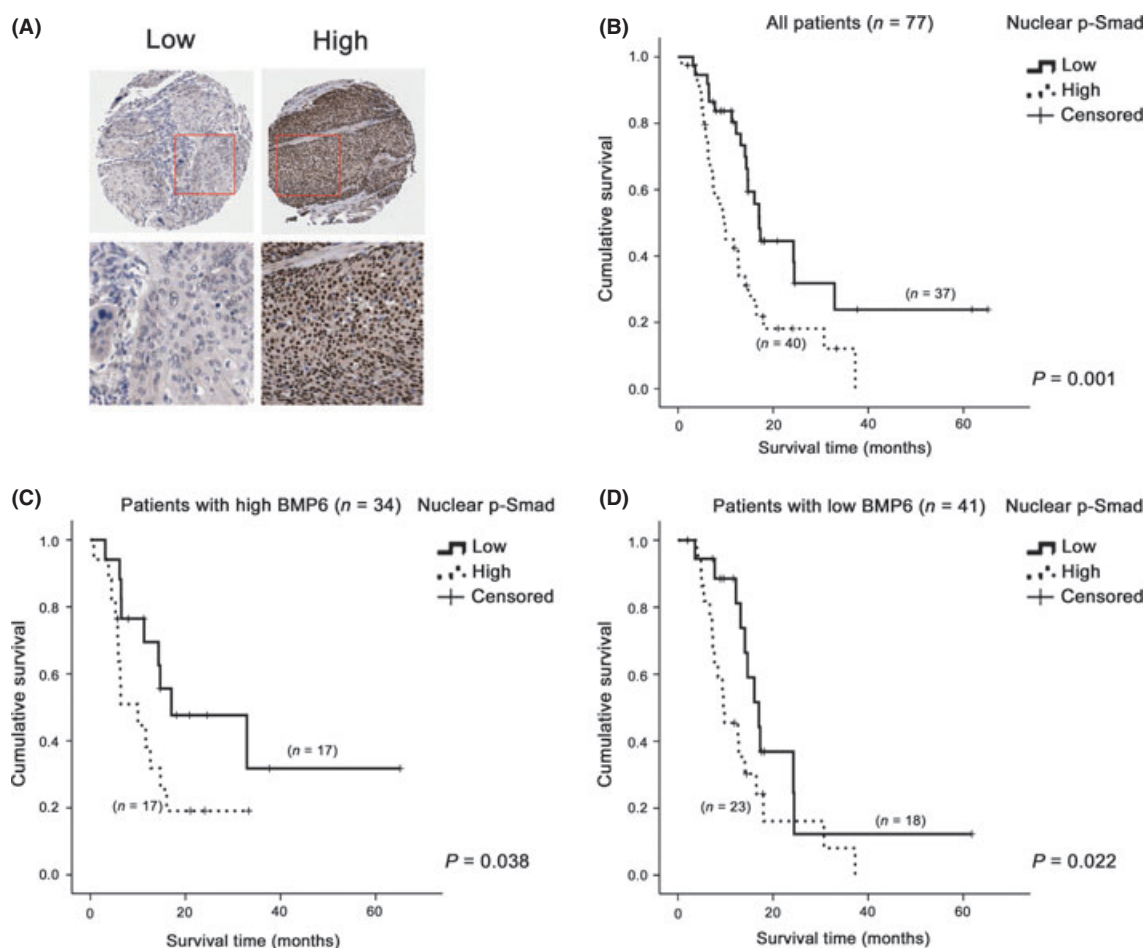 (A)
Low High
(B)
All patients (n = 77) Nuclear p-Smad
Low
High
Censored
1.0
0.8
0.6
0.4
0.2
0.0
Cumulative survival
(n = 37)
(n = 40)
P = 0.001
0 20 40 60
Survival time (months)
(C)
Patients with high BMP6 (n = 34) Nuclear p-Smad
Low
High
Censored
1.0
0.8
0.6
0.4
0.2
0.0
Cumulative survival
(n = 17)
(n = 17)
P = 0.038
0 20 40 60
Survival time (months)
(D)
Patients with low BMP6 (n = 41) Nuclear p-Smad
Low
High
Censored
1.0
0.8
0.6
0.4
0.2
0.0
Cumulative survival
(n = 23)
(n = 18)
P = 0.022
0 20 40 60
Survival time (months)